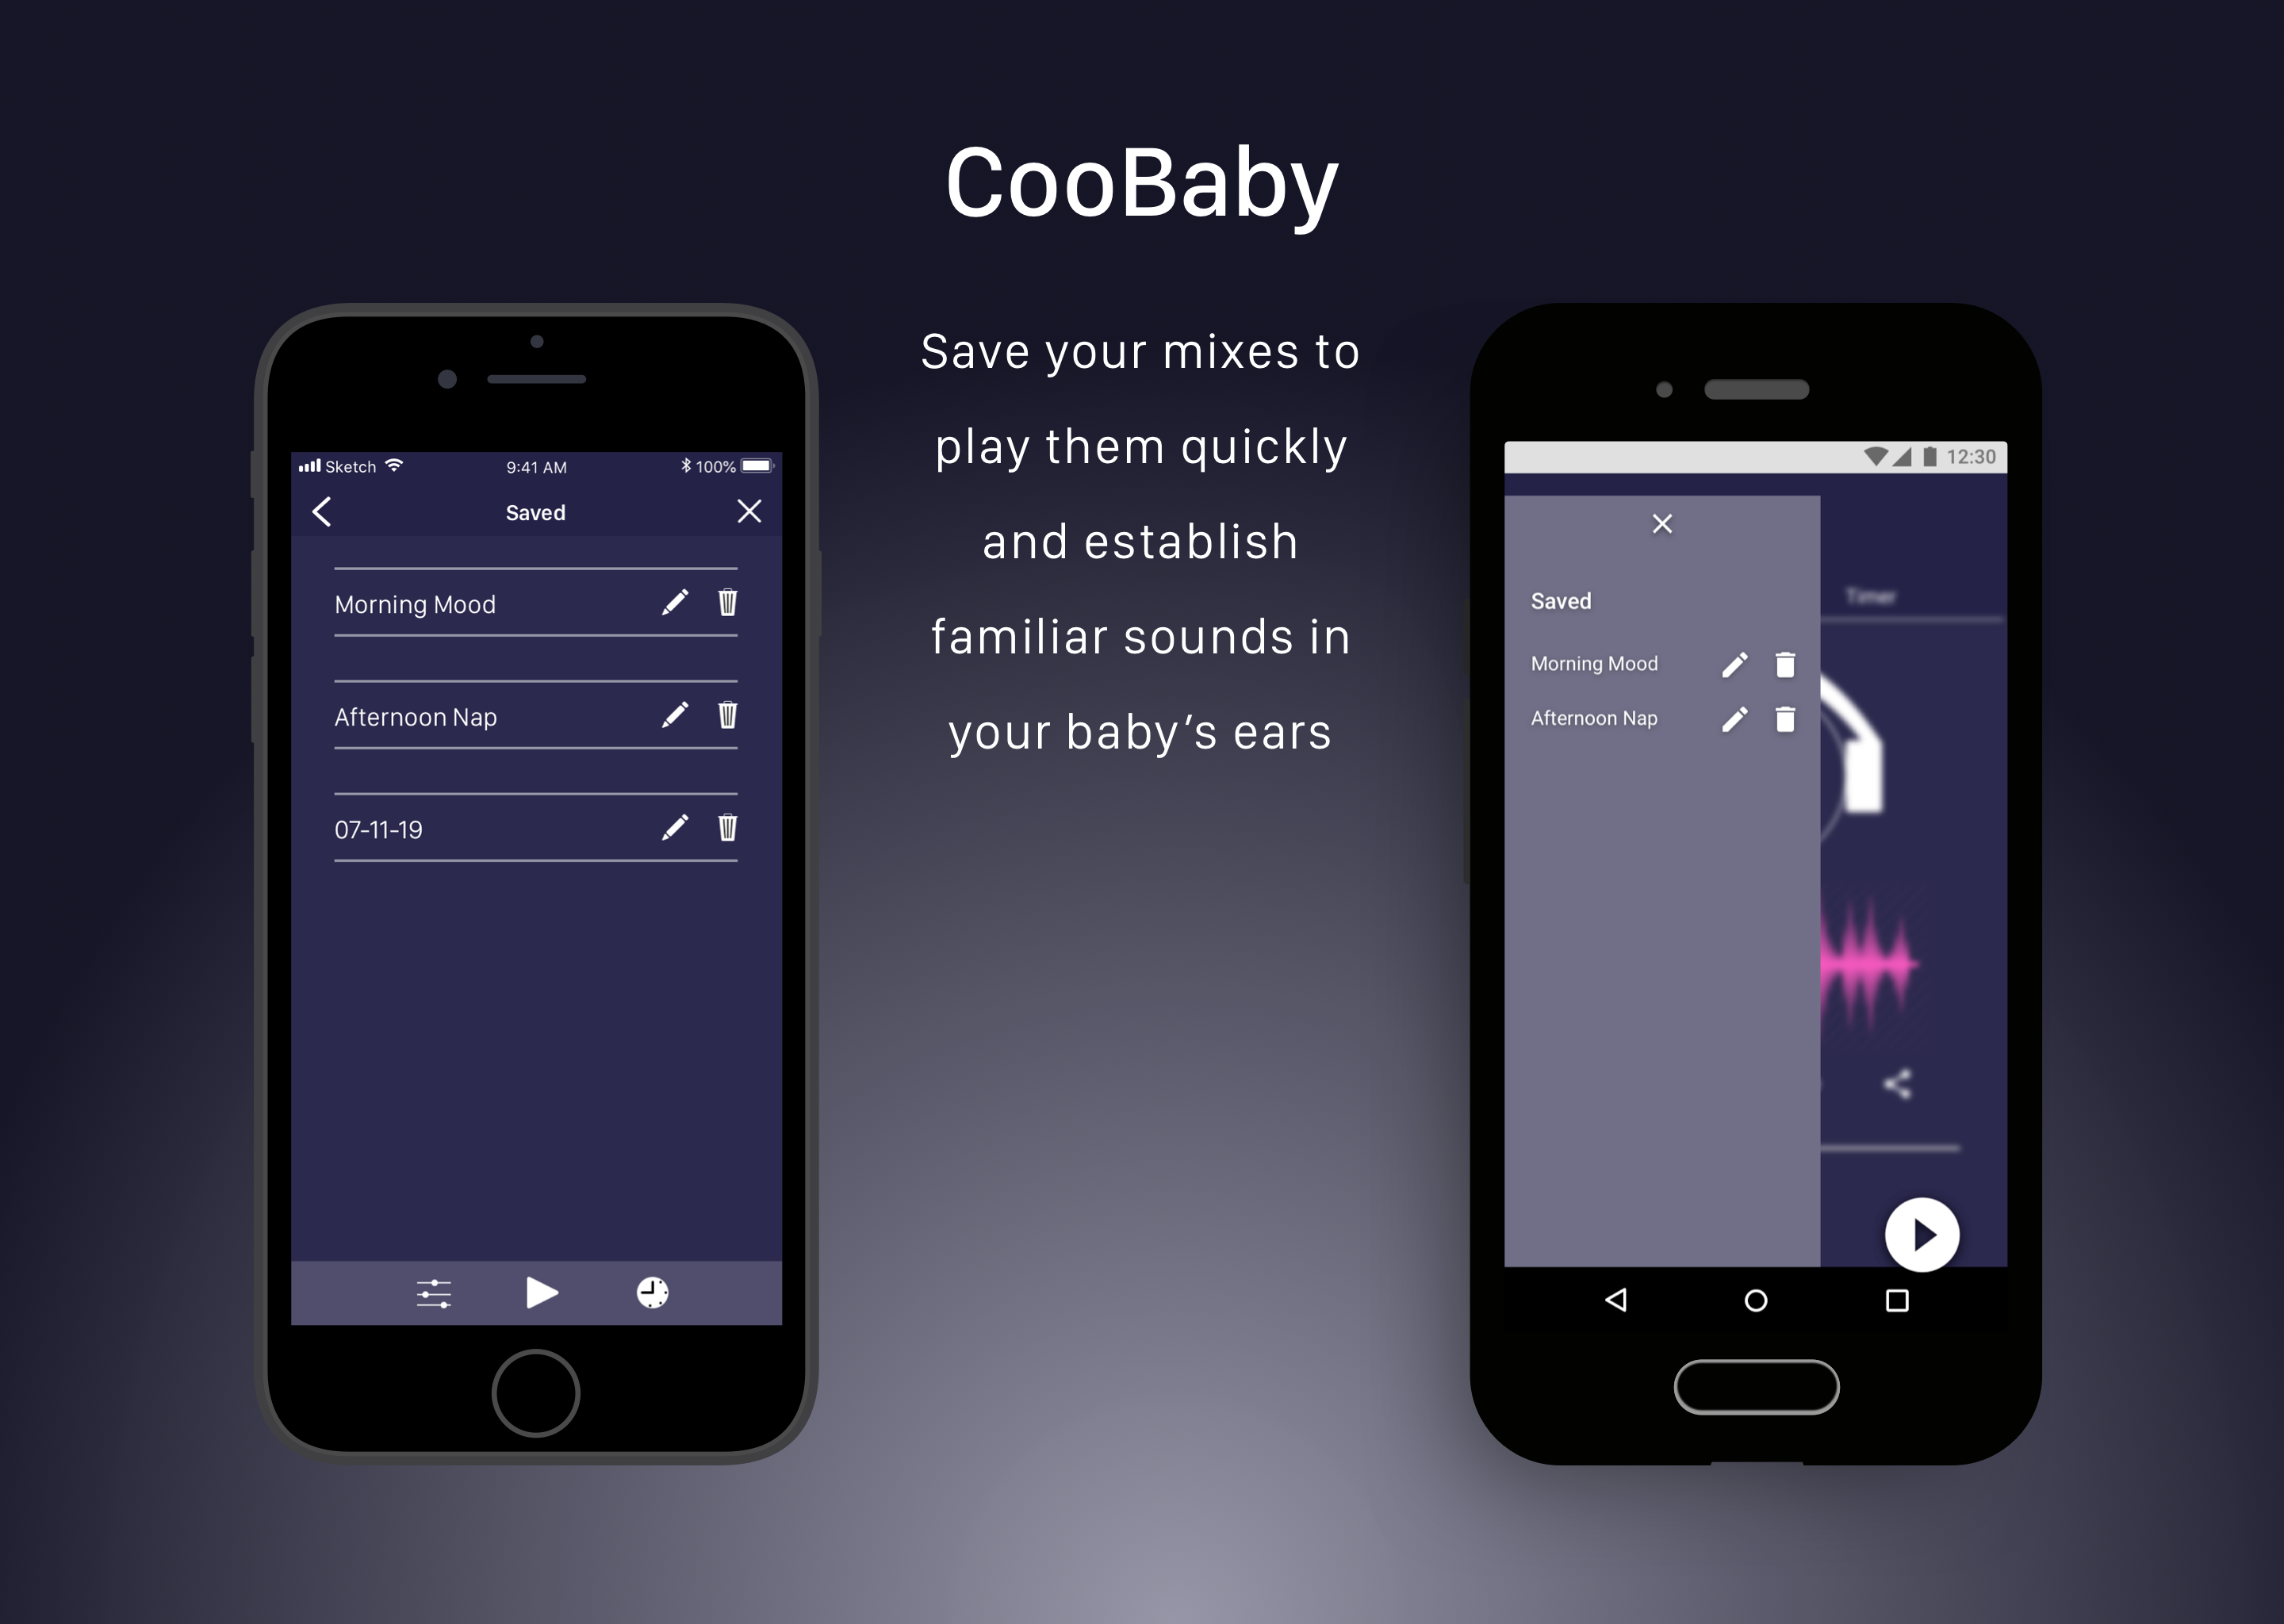 CooBaby
Save your mixes to
play them quickly
and establish
familiar sounds in
your baby’s ears
Sketch 9:41 AM 100%
Saved
Morning Mood
Afternoon Nap
07-11-19
12:30
Timer
Saved
Morning Mood
Afternoon Nap